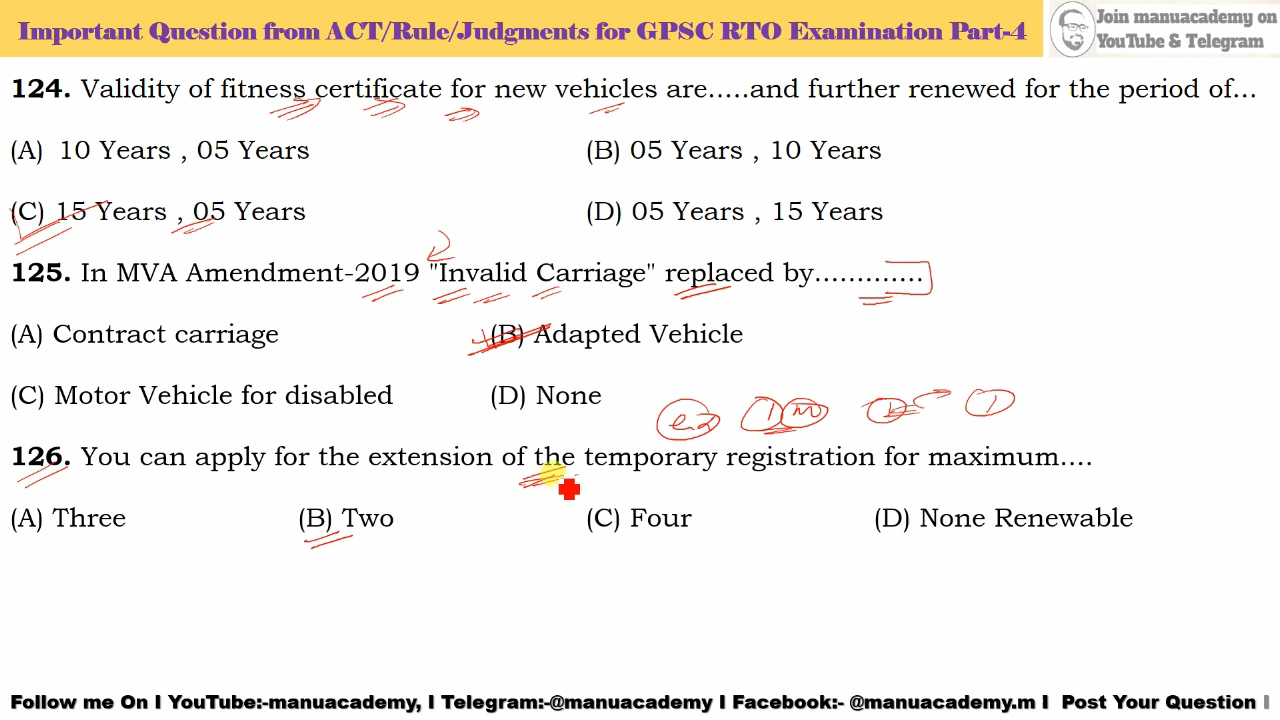 Important Question from ACT/Rule/Judgments for GPSC RTO Examination Part-4
Join manuacademy on
YouTube & Telegram
124. Validity of fitness certificate for new vehicles are.....and further renewed for the period of...
(A) 10 Years , 05 Years
(B) 05 Years , 10 Years
(C) 15 Years , 05 Years
(D) 05 Years , 15 Years
125. In MVA Amendment-2019 "Invalid Carriage" replaced by.............
(A) Contract carriage
(B) Adapted Vehicle
(C) Motor Vehicle for disabled
(D) None
126. You can apply for the extension of the temporary registration for maximum....
(A) Three
(B) Two
(C) Four
(D) None Renewable
Follow me On I YouTube:-manuacademy, I Telegram:-@manuacademy I Facebook:- @manuacademy.m I Post Your Question I